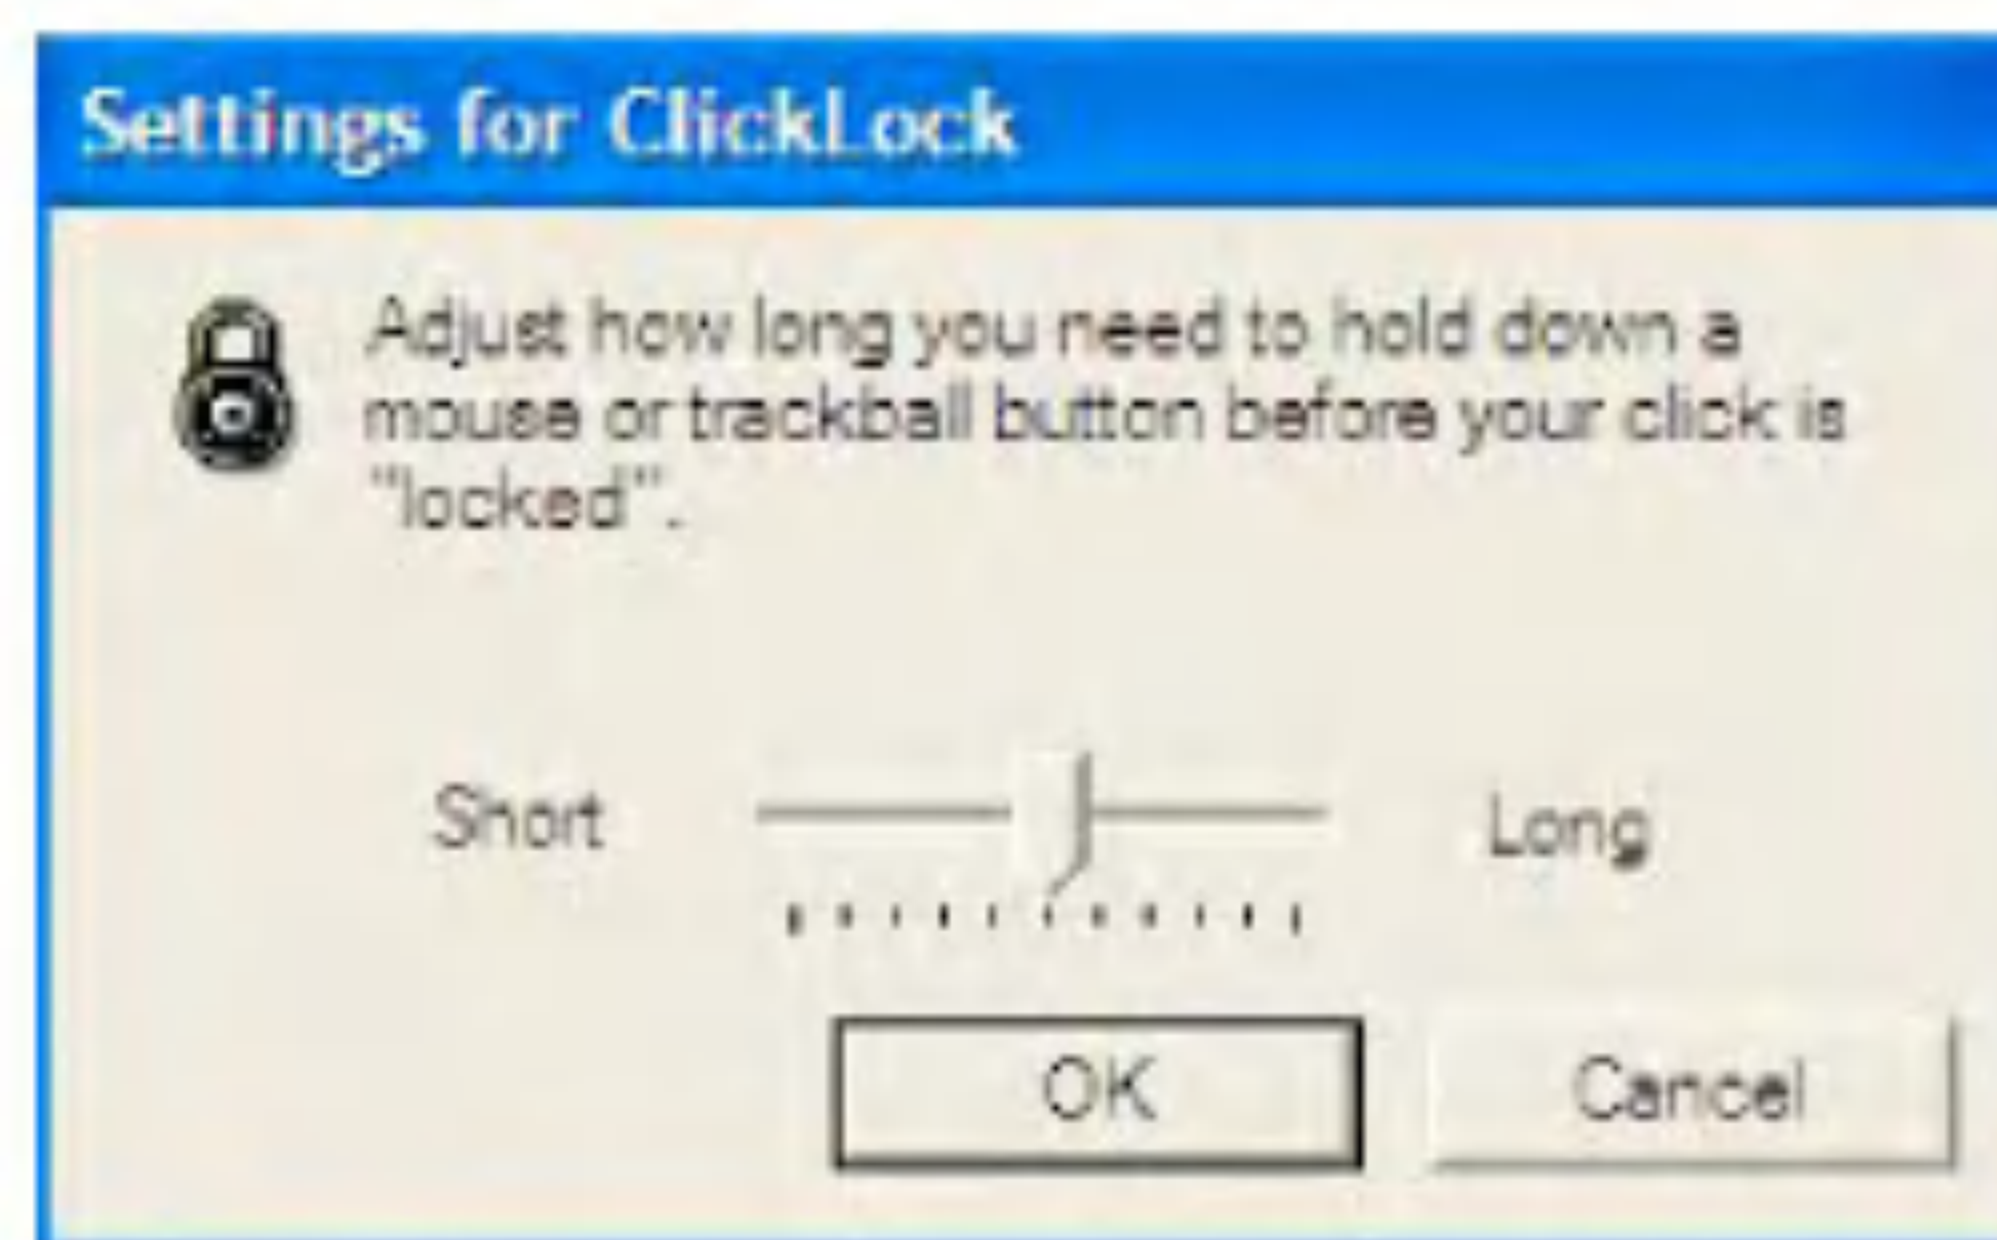 Settings for ClickLock
Adjust how long you need to hold down a
mouse or trackball button before your click is
"locked".
Short
Long
OK
Cancel